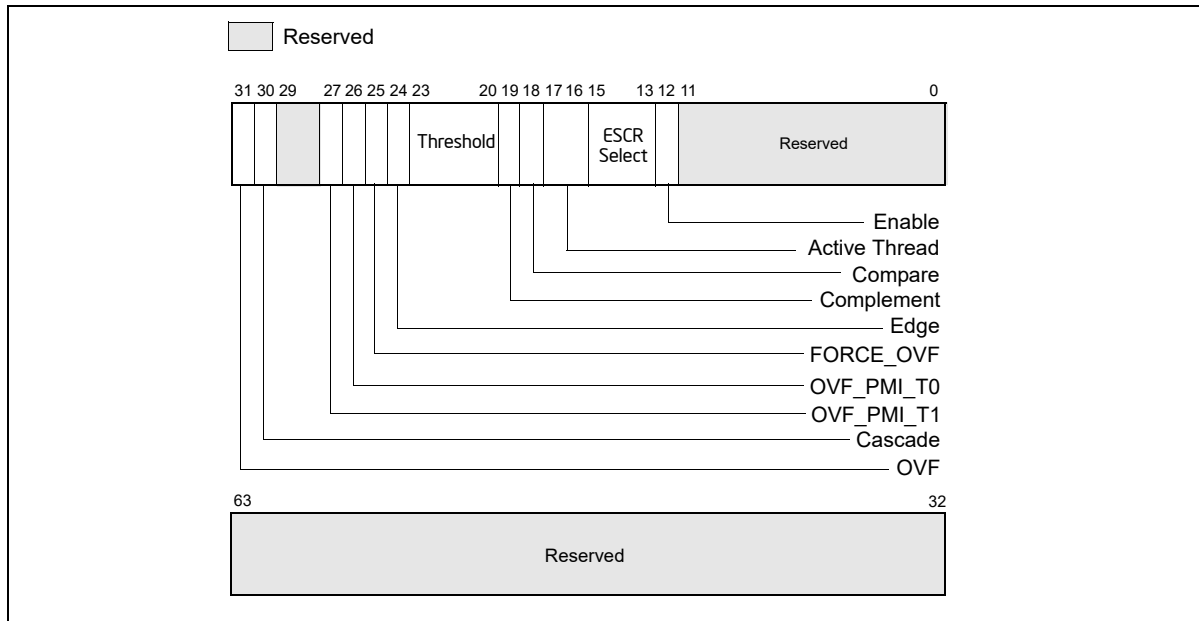 Reserved
31 30 29 27 26 25 24 23 20 19 18 17 16 15 13 12 11 0
Threshold
ESCR
Select
Reserved
Enable
Active Thread
Compare
Complement
Edge
FORCE_OVF
OVF_PMI_T0
OVF_PMI_T1
Cascade
OVF
63 32
Reserved